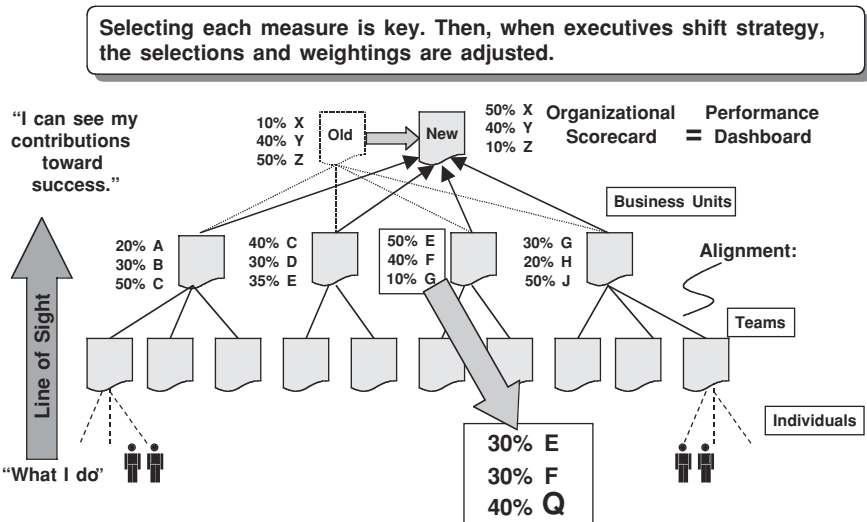 Selecting each measure is key. Then, when executives shift strategy,
the selections and weightings are adjusted.
“I can see my
contributions
toward
success.”
10% X
40% Y
50% Z
Old
New
50% X
40% Y
10% Z
Organizational
Scorecard
=
Performance
Dashboard
Business Units
20% A
30% B
50% C
40% C
30% D
35% E
50% E
40% F
10% G
30% G
20% H
50% J
Alignment:
Line of Sight
Teams
Individuals
“What I do”
30% E
30% F
40% Q